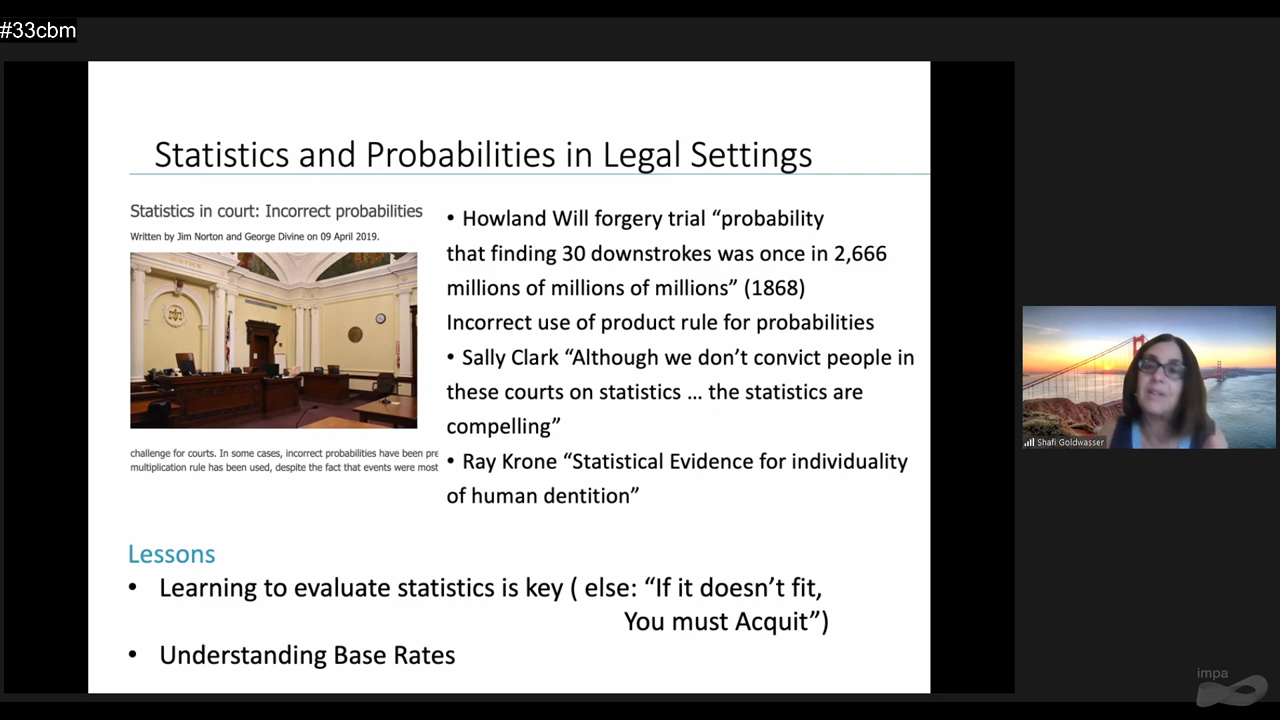 #33cbm
Statistics and Probabilities in Legal Settings
Statistics in court: Incorrect probabilities
Written by Jim Norton and George Divine on 09 April 2019.
challenge for courts. In some cases, incorrect probabilities have been pre
multiplication rule has been used, despite the fact that events were most
• Howland Will forgery trial “probability
that finding 30 downstrokes was once in 2,666
millions of millions of millions” (1868)
Incorrect use of product rule for probabilities
• Sally Clark “Although we don’t convict people in
these courts on statistics … the statistics are
compelling”
• Ray Krone “Statistical Evidence for individuality
of human dentition”
Lessons
• Learning to evaluate statistics is key ( else: “If it doesn’t fit,
You must Acquit”)
• Understanding Base Rates
Shafi Goldwasser
impa